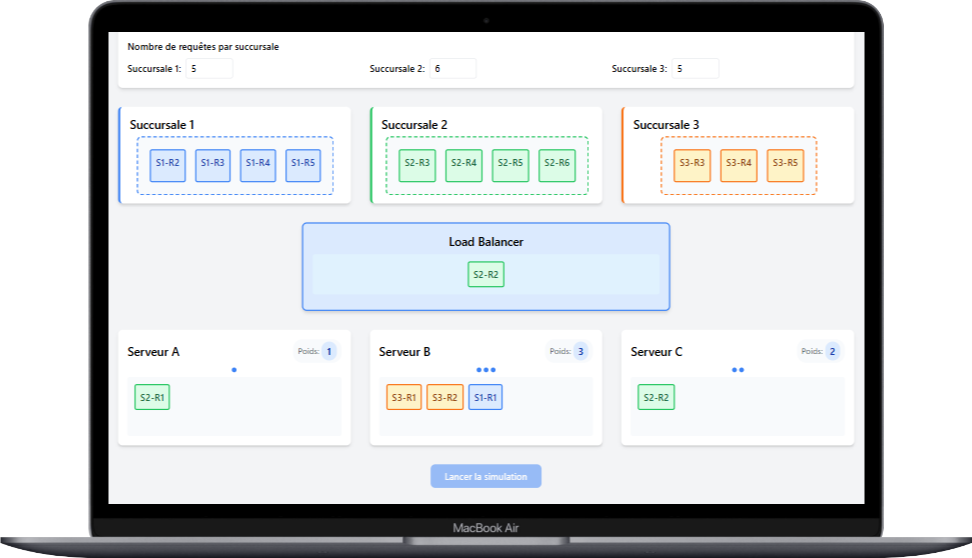 Nombre de requêtes par succursale
Succursale 1: 5
Succursale 2: 6
Succursale 3: 5
Succursale 1
S1-R2 S1-R3 S1-R4 S1-R5
Succursale 2
S2-R3 S2-R4 S2-R5 S2-R6
Succursale 3
S3-R3 S3-R4 S3-R5
Load Balancer
S2-R2
Serveur A
Poids: 1
S2-R1
Serveur B
Poids: 3
S3-R1 S3-R2 S1-R1
Serveur C
Poids: 2
S2-R2
Lancer la simulation
MacBook Air